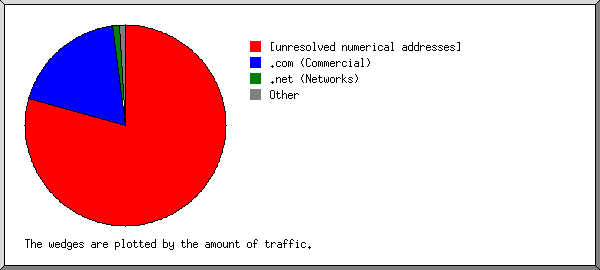 [unresolved numerical addresses]
.com (Commercial)
.net (Networks)
Other
The wedges are plotted by the amount of traffic.